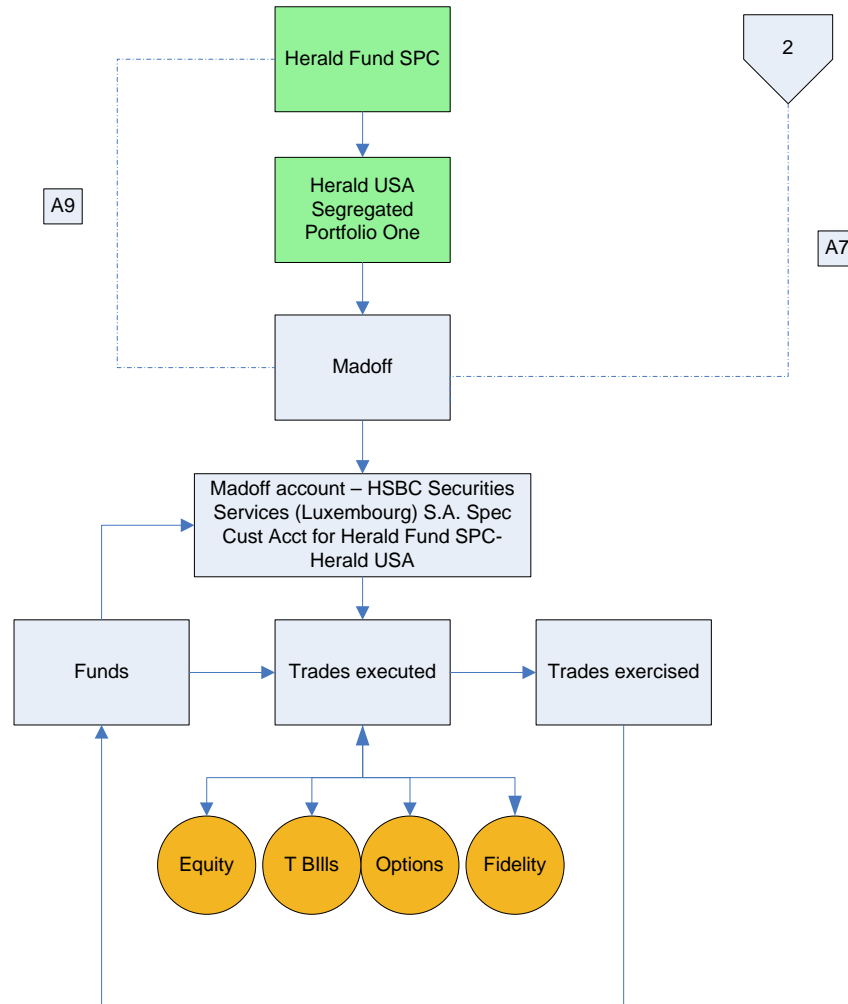 Herald Fund SPC
2
Herald USA
Segregated
Portfolio One
A9
A7
Madoff
Madoff account – HSBC Securities
Services (Luxembourg) S.A. Spec
Cust Acct for Herald Fund SPC-
Herald USA
Funds
Trades executed
Trades exercised
Equity
T BIlls
Options
Fidelity